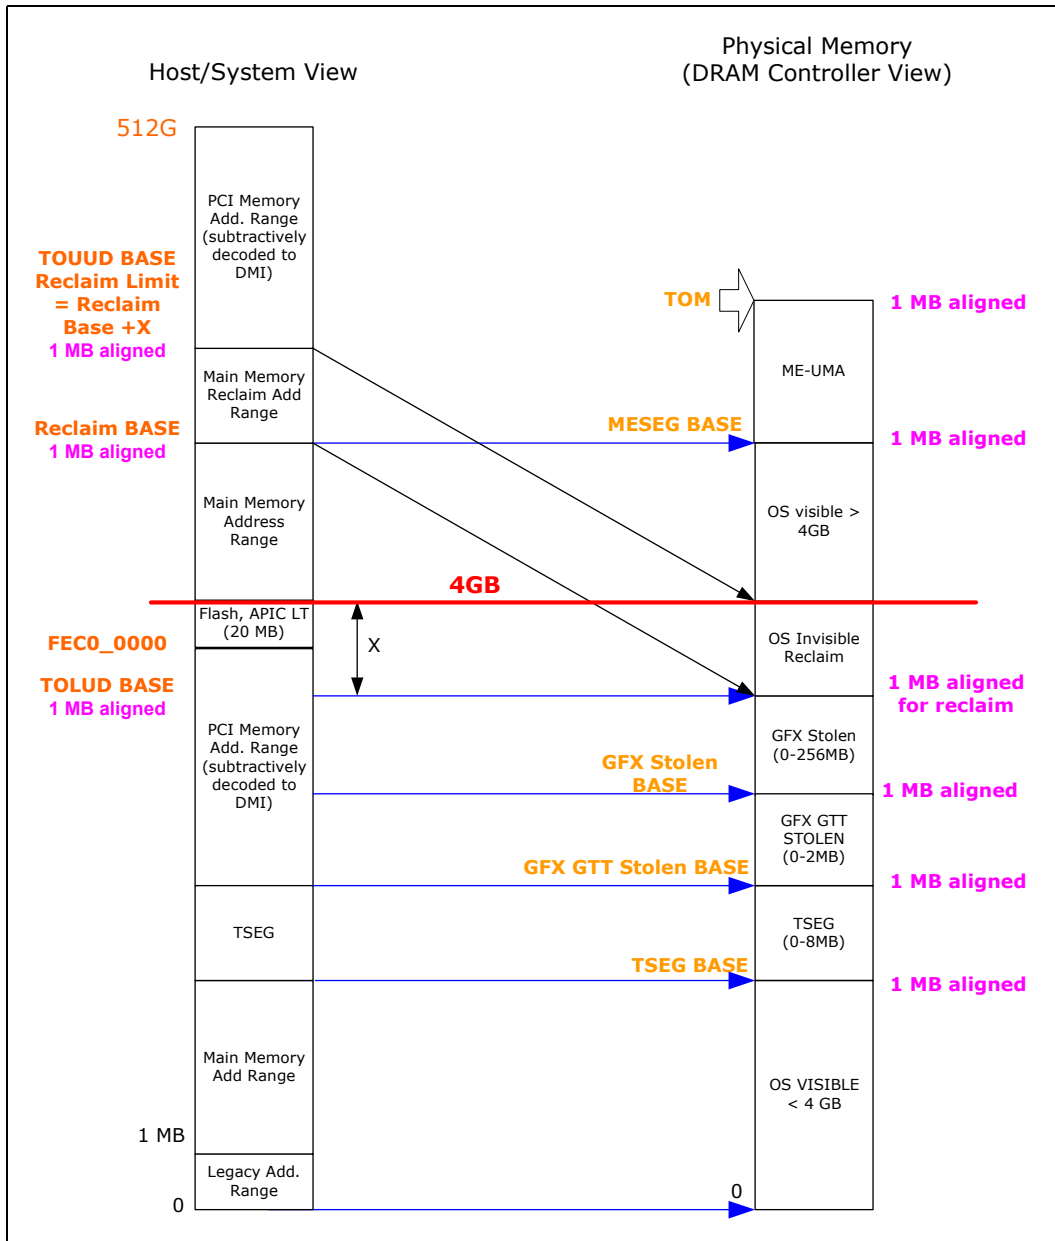 Host/System View
Physical Memory
(DRAM Controller View)
512G
PCI Memory
Add. Range
(subtractively
decoded to
DMI)
TOUUD BASE
Reclaim Limit
= Reclaim
Base +X
1 MB aligned
TOM
1 MB aligned
Main Memory
Reclaim Add
Range
ME-UMA
Reclaim BASE
1 MB aligned
MESEG BASE
1 MB aligned
Main Memory
Address
Range
OS visible >
4GB
4GB
Flash, APIC LT
(20 MB)
FEC0_0000
X
OS Invisible
Reclaim
TOLUD BASE
1 MB aligned
1 MB aligned
for reclaim
PCI Memory
Add. Range
(subtractively
decoded to
DMI)
GFX Stolen
(0-256MB)
GFX Stolen
BASE
1 MB aligned
GFX GTT
STOLEN
(0-2MB)
GFX GTT Stolen BASE
1 MB aligned
TSEG
TSEG
(0-8MB)
TSEG BASE
1 MB aligned
Main Memory
Add Range
OS VISIBLE
< 4 GB
1 MB
Legacy Add.
Range
0
0